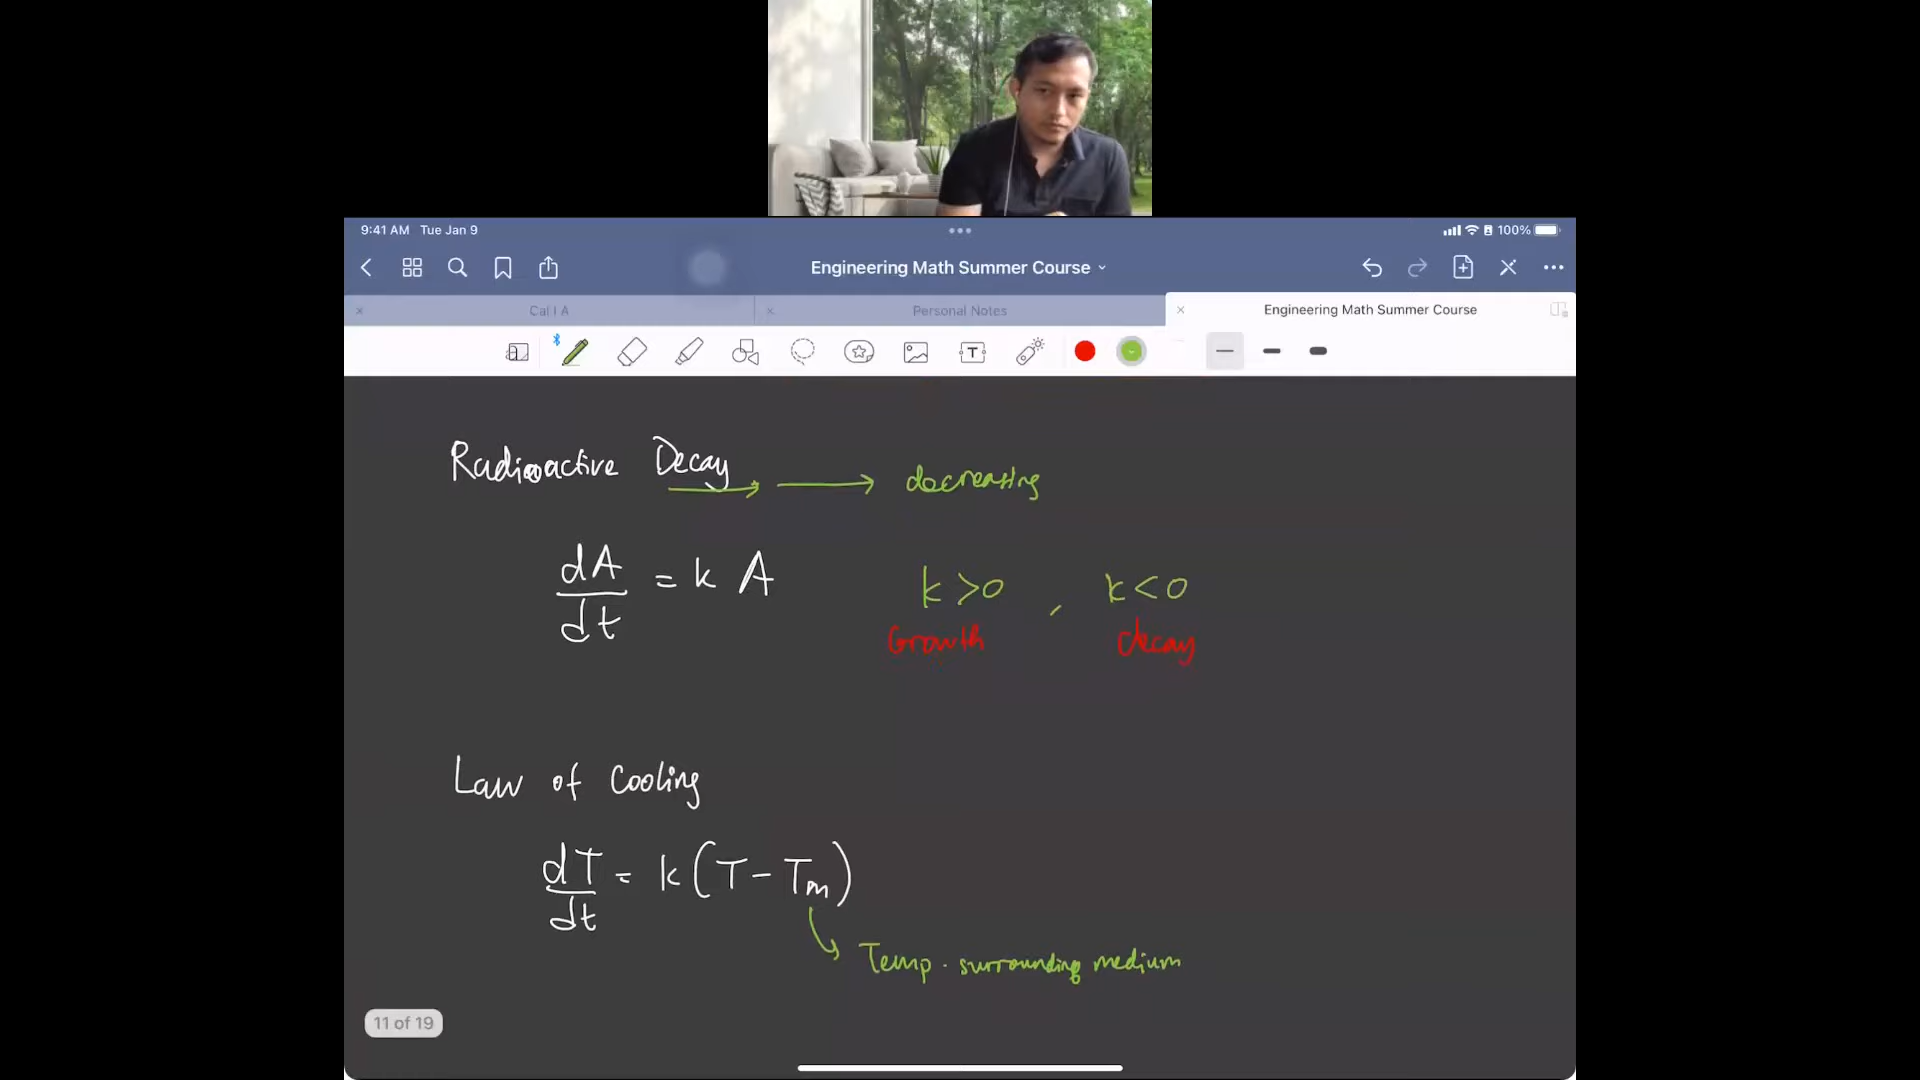 9:41 AM Tue Jan 9
100%
Engineering Math Summer Course
Cal I A
Personal Notes
Engineering Math Summer Course
Radioactive Decay → decreasing
dA/dt = k A
k > 0 , k < 0
Growth decay
Law of Cooling
dT/dt = k (T - Tm)
Temp. surrounding medium
11 of 19